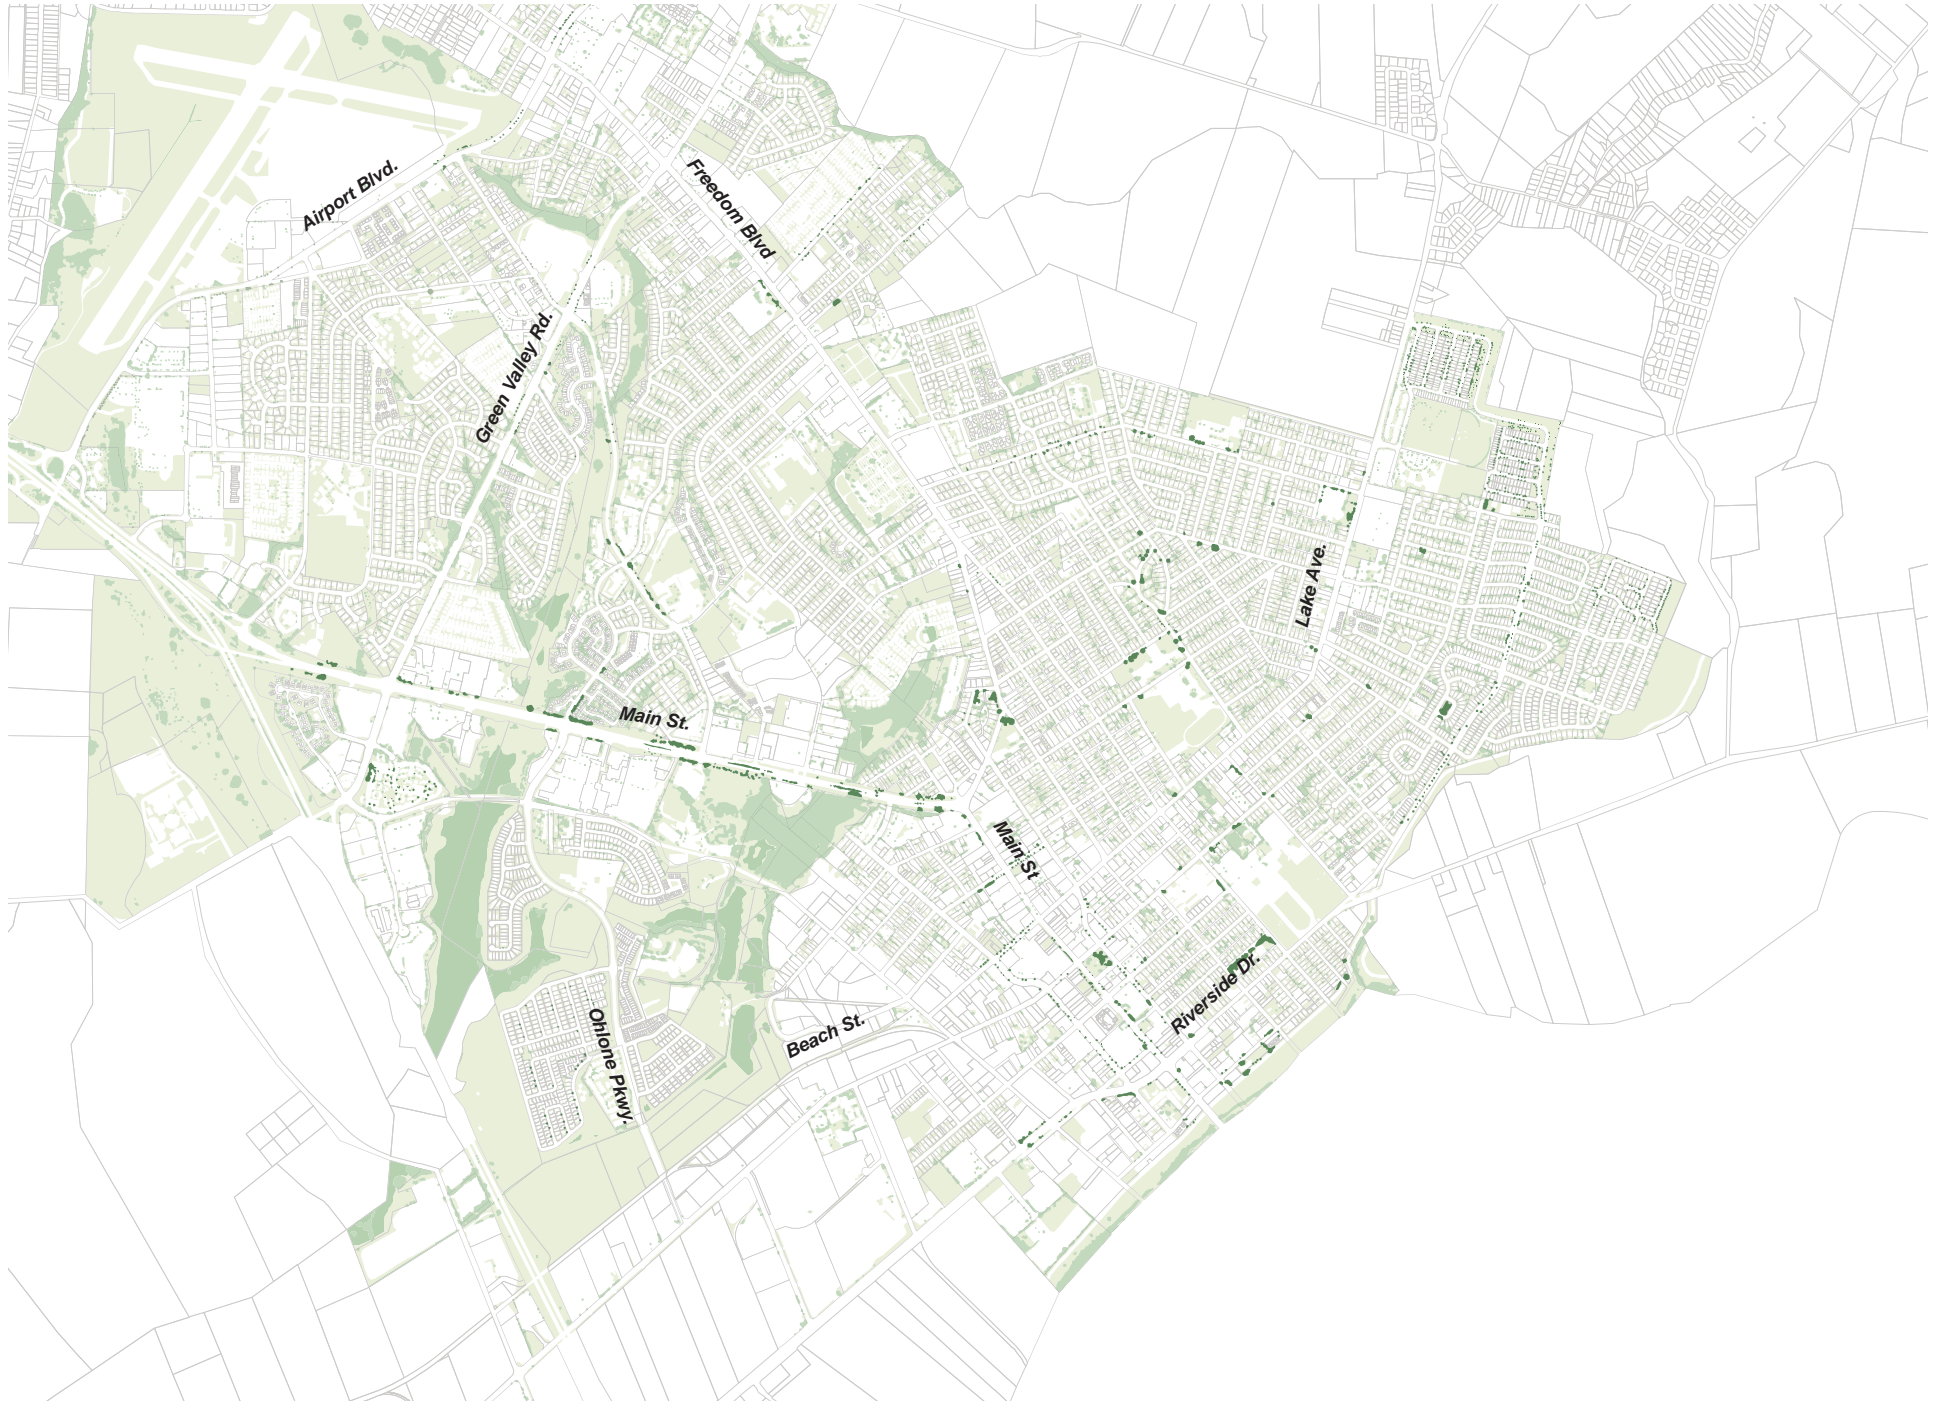 Airport Blvd.
Freedom Blvd
Green Valley Rd.
Lake Ave.
Main St.
Main St
Riverside Dr.
Ohlone Pkwy.
Beach St.